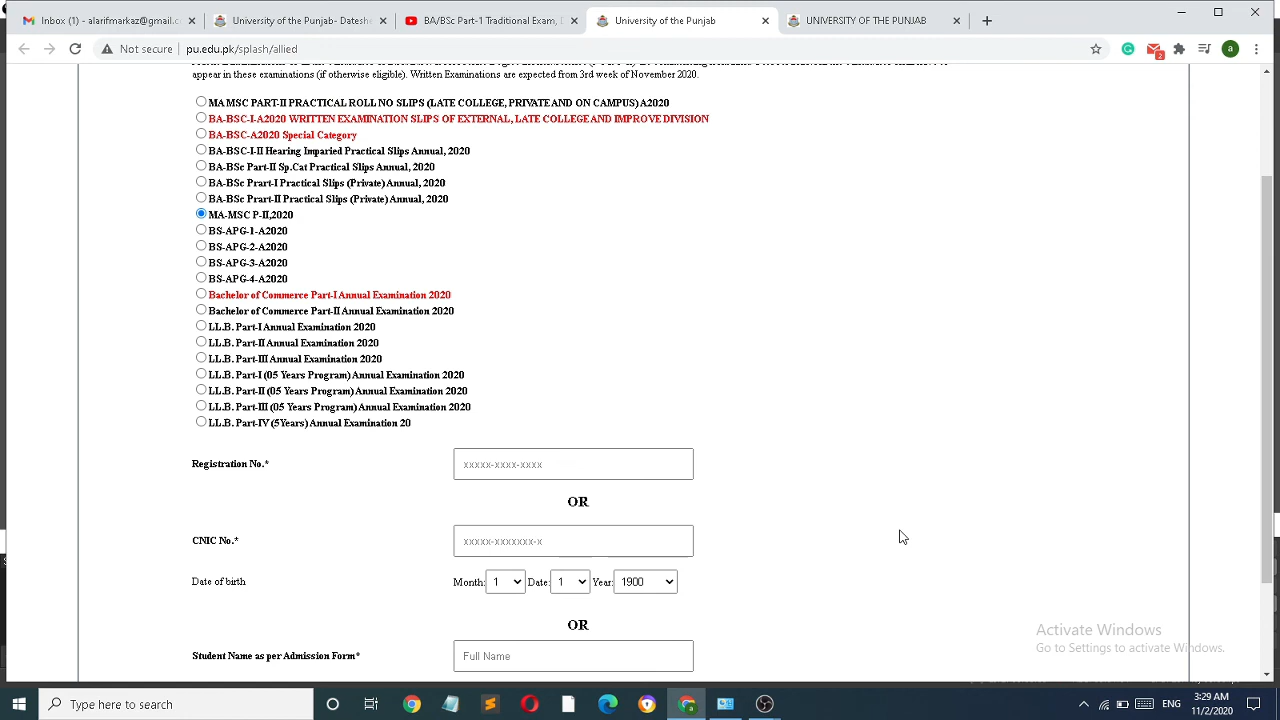 Inbox (1) - alarifmarkaz@gmail.c
University of the Punjab- Datesh
BA/BSc Part-1 Traditional Exam, D
University of the Punjab
UNIVERSITY OF THE PUNJAB
Not secure | pu.edu.pk/splash/allied
a
2
appear in these examinations (if otherwise eligible). Written Examinations are expected from 3rd week of November 2020.
MA MSC PART-II PRACTICAL ROLL NO SLIPS (LATE COLLEGE, PRIVATE AND ON CAMPUS) A2020
BA-BSC-I-A2020 WRITTEN EXAMINATION SLIPS OF EXTERNAL, LATE COLLEGE AND IMPROVE DIVISION
BA-BSC-A2020 Special Category
BA-BSC-I-II Hearing Imparied Practical Slips Annual, 2020
BA-BSc Part-II Sp.Cat Practical Slips Annual, 2020
BA-BSc Prart-I Practical Slips (Private) Annual, 2020
BA-BSc Prart-II Practical Slips (Private) Annual, 2020
MA-MSC P-II,2020
BS-APG-1-A2020
BS-APG-2-A2020
BS-APG-3-A2020
BS-APG-4-A2020
Bachelor of Commerce Part-I Annual Examination 2020
Bachelor of Commerce Part-II Annual Examination 2020
LL.B. Part-I Annual Examination 2020
LL.B. Part-II Annual Examination 2020
LL.B. Part-III Annual Examination 2020
LL.B. Part-I (05 Years Program) Annual Examination 2020
LL.B. Part-II (05 Years Program) Annual Examination 2020
LL.B. Part-III (05 Years Program) Annual Examination 2020
LL.B. Part-IV (5Years) Annual Examination 20
Registration No.* xxxxx-xxxx-xxxx
OR
CNIC No.* xxxxx-xxxxxxx-x
Date of birth Month: 1 Date: 1 Year: 1900
OR
Student Name as per Admission Form* Full Name
Activate Windows
Go to Settings to activate Windows.
Type here to search
ENG
3:29 AM
11/2/2020